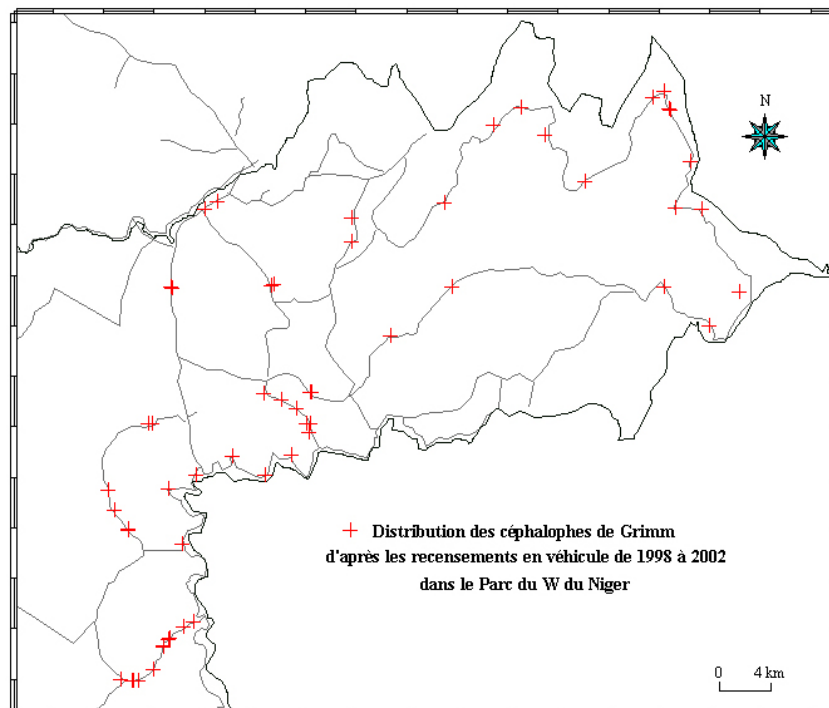 N
Distribution des céphalophes de Grimm
d'après les recensements en véhicule de 1998 à 2002
dans le Parc du W du Niger
0 4 km